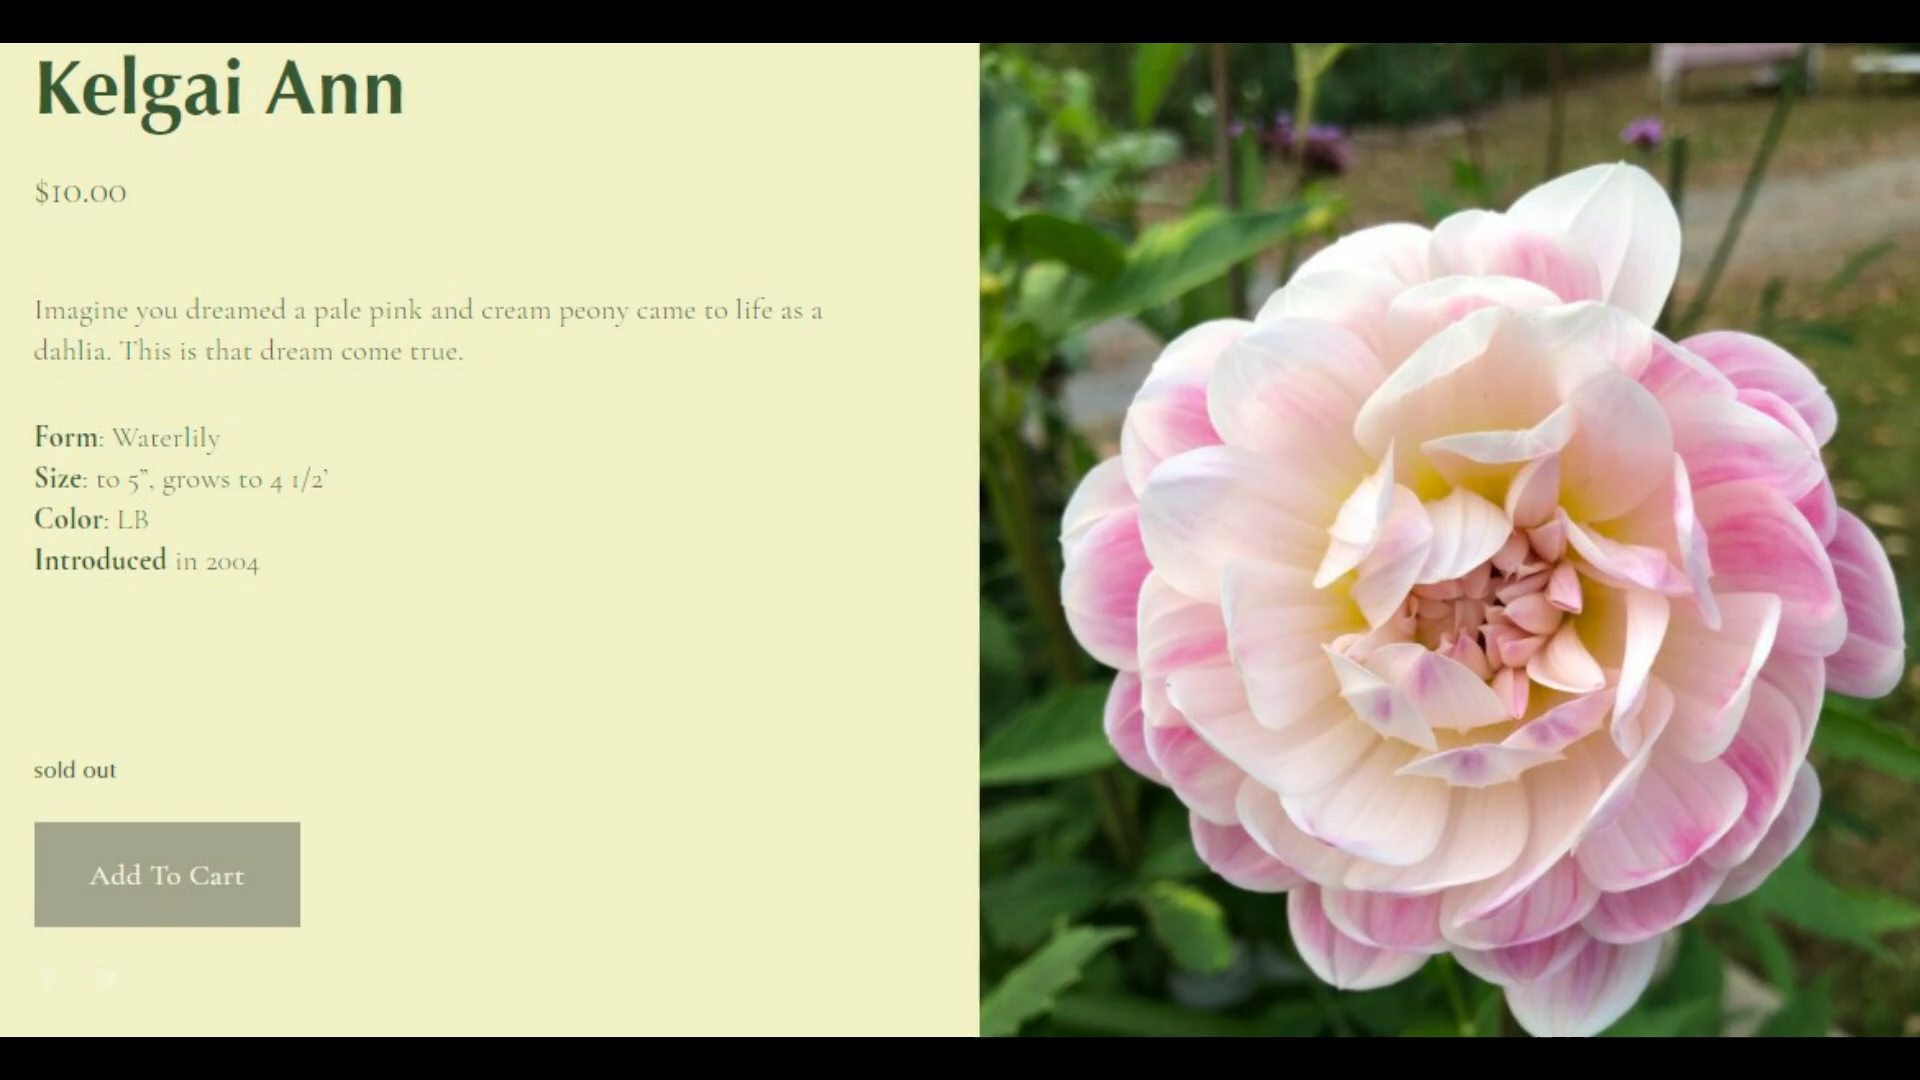 Kelgai Ann
$10.00
Imagine you dreamed a pale pink and cream peony came to life as a
dahlia. This is that dream come true.
Form: Waterlily
Size: to 5”, grows to 4 1/2’
Color: LB
Introduced in 2004
sold out
Add To Cart